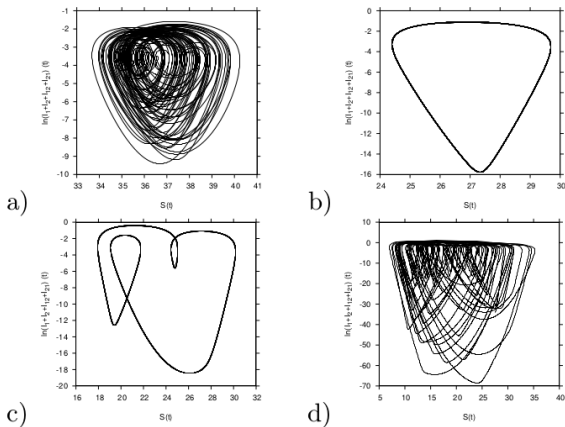 a)
-1
-2
-3
-4
-5
-6
-7
-8
-9
-10
ln(I1+I2+I12+I21) (t)
33 34 35 36 37 38 39 40 41
S(t)
b)
0
-2
-4
-6
-8
-10
-12
-14
-16
ln(I1+I2+I12+I21) (t)
24 25 26 27 28 29 30
S(t)
c)
0
-2
-4
-6
-8
-10
-12
-14
-16
-18
-20
ln(I1+I2+I12+I21) (t)
16 18 20 22 24 26 28 30 32
S(t)
d)
10
0
-10
-20
-30
-40
-50
-60
-70
ln(I1+I2+I12+I21) (t)
5 10 15 20 25 30 35 40
S(t)